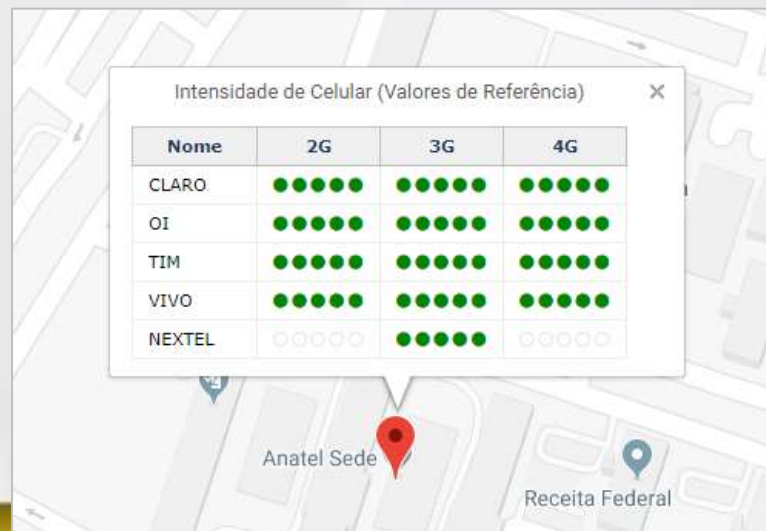 Intensidade de Celular (Valores de Referência) ×
Nome 2G 3G 4G
CLARO
OI
TIM
VIVO
NEXTEL
Anatel Sede
Receita Federal